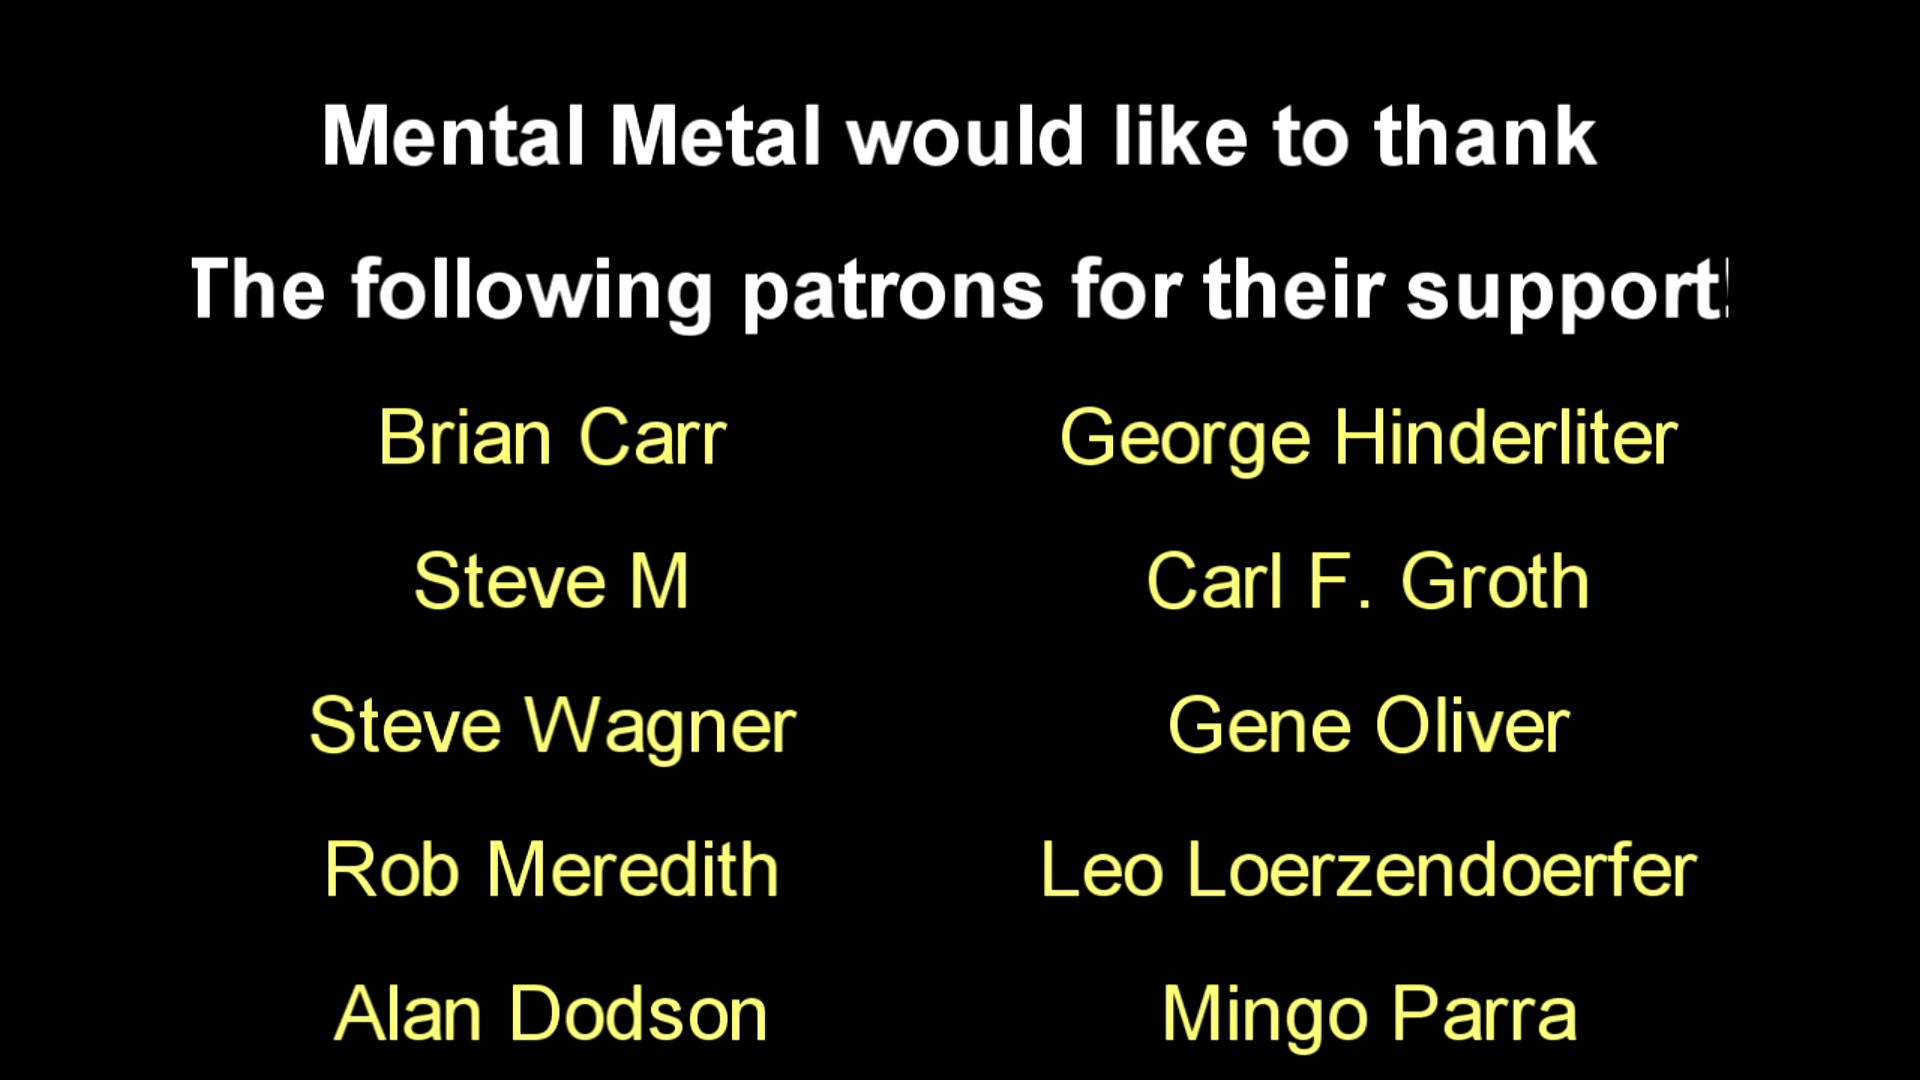 Mental Metal would like to thank
The following patrons for their support!
Brian Carr George Hinderliter
Steve M Carl F. Groth
Steve Wagner Gene Oliver
Rob Meredith Leo Loerzendoerfer
Alan Dodson Mingo Parra